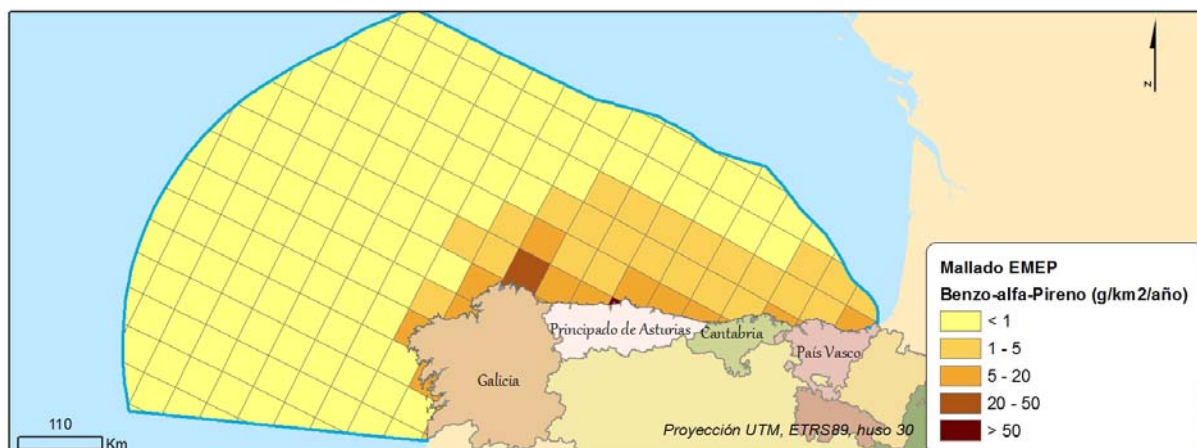 N
Principado de Asturias
Cantabria
País Vasco
Galicia
110
Km
Proyección UTM, ETRS89, huso 30
Mallado EMEP
Benzo-alfa-Pireno (g/km2/año)
< 1
1 - 5
5 - 20
20 - 50
> 50